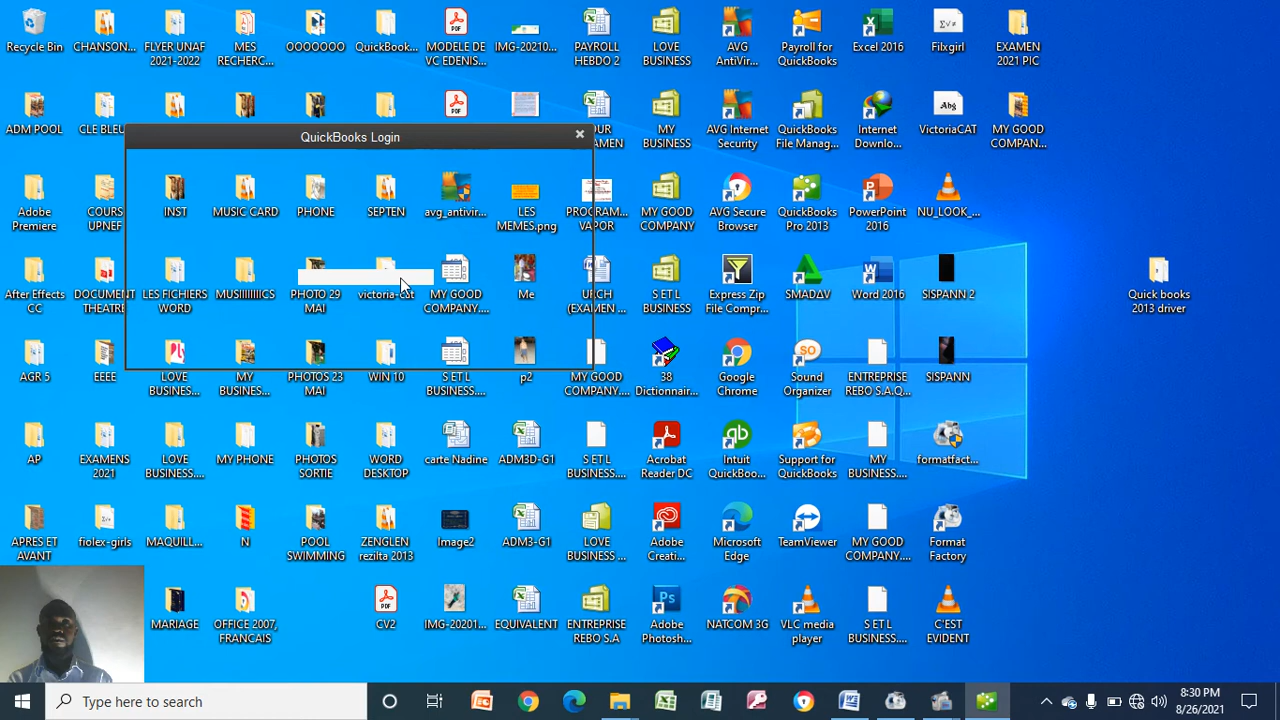 Recycle Bin
CHANSON...
FLYER UNAF 2021-2022
MES RECHERC...
OOOOOOO
QuickBook...
MODELE DE VC EDENIS...
IMG-20210...
PAYROLL HEBDO 2
LOVE BUSINESS
AVG AntiVir...
Payroll for QuickBooks
Excel 2016
Filxgirl
EXAMEN 2021 PIC
ADM POOL
CLE BLEU
MY BUSINESS
AVG Internet Security
QuickBooks File Manag...
Internet Downlo...
VictoriaCAT
MY GOOD COMPAN...
QuickBooks Login
Adobe Premiere
COURS UPNEF
INST
MUSIC CARD
PHONE
SEPTEN
avg_antivir...
LES MEMES.png
PROGRAM... VAPOR
MY GOOD COMPANY
AVG Secure Browser
QuickBooks Pro 2013
PowerPoint 2016
NU_LOOK_...
After Effects CC
DOCUMENT THEATRE
LES FICHIERS WORD
MUSIIIIIIIICS
PHOTO 29 MAI
victoria-cat
MY GOOD COMPANY....
Me
(EXAMEN ...
S ET L BUSINESS
Express Zip File Compr...
SMADΔV
Word 2016
SISPANN 2
Quick books 2013 driver
AGR 5
EEEE
LOVE BUSINES...
MY BUSINES...
PHOTOS 23 MAI
WIN 10
S ET L BUSINESS....
p2
MY GOOD COMPANY....
38 Dictionnair...
Google Chrome
SO
Sound Organizer
ENTREPRISE REBO S.A.Q...
SISPANN
AP
EXAMENS 2021
LOVE BUSINESS....
MY PHONE
PHOTOS SORTIE
WORD DESKTOP
carte Nadine
ADM3D-G1
S ET L BUSINESS....
Acrobat Reader DC
Intuit QuickBoo...
Support for QuickBooks
MY BUSINESS....
formatfact...
APRES ET AVANT
fiolex-girls
MAQUILL...
N
POOL SWIMMING
ZENGLEN rezilta 2013
Image2
ADM3-G1
LOVE BUSINESS ...
Adobe Creati...
Microsoft Edge
TeamViewer
MY GOOD COMPANY....
Format Factory
MARIAGE
OFFICE 2007, FRANCAIS
CV2
IMG-20201...
EQUIVALENT
ENTREPRISE REBO S.A
Adobe Photosh...
NATCOM 3G
VLC media player
S ET L BUSINESS....
C'EST EVIDENT
Type here to search
8:30 PM
8/26/2021